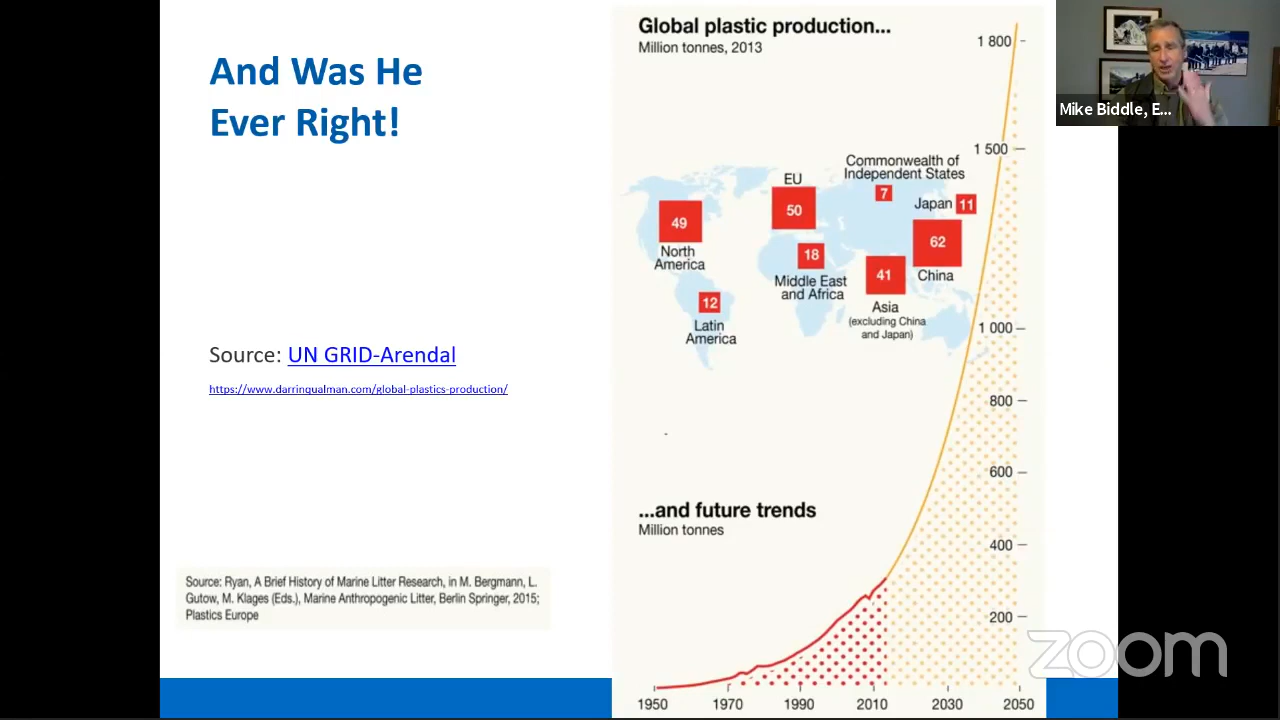 And Was He
Ever Right!
Source: UN GRID-Arendal
https://www.darrinqualman.com/global-plastics-production/
Source: Ryan, A Brief History of Marine Litter Research, in M. Bergmann, L.
Gutow, M. Klages (Eds.), Marine Anthropogenic Litter, Berlin Springer, 2015;
Plastics Europe
Global plastic production...
Million tonnes, 2013
1 800
1 500
Commonwealth of
Independent States
7
EU
50
Japan 11
49
North
America
62
China
18
Middle East
and Africa
41
Asia
(excluding China
and Japan)
12
Latin
America
1 000
800
600
...and future trends
Million tonnes
400
200
1950 1970 1990 2010 2030 2050
Mike Biddle, E...
zoom